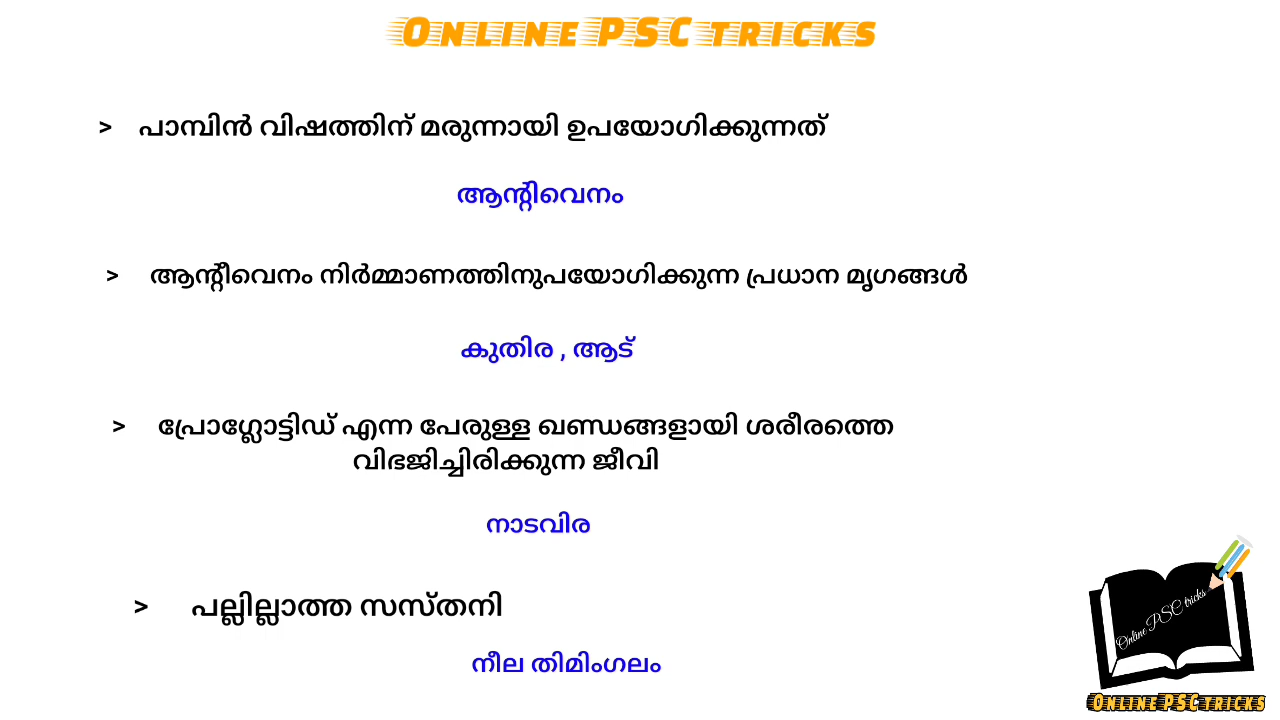 Online PSC tricks
> പാമ്പിൻ വിഷത്തിന് മരുന്നായി ഉപയോഗിക്കുന്നത്
ആന്റിവെനം
> ആന്റീവെനം നിർമ്മാണത്തിനുപയോഗിക്കുന്ന പ്രധാന മൃഗങ്ങൾ
കുതിര , ആട്
> പ്രോഗ്ലോട്ടിഡ് എന്ന പേരുള്ള ഖണ്ഡങ്ങളായി ശരീരത്തെ
വിഭജിച്ചിരിക്കുന്ന ജീവി
നാടവിര
> പല്ലില്ലാത്ത സസ്തനി
നീല തിമിംഗലം
Online PSC tricks
Online PSC tricks